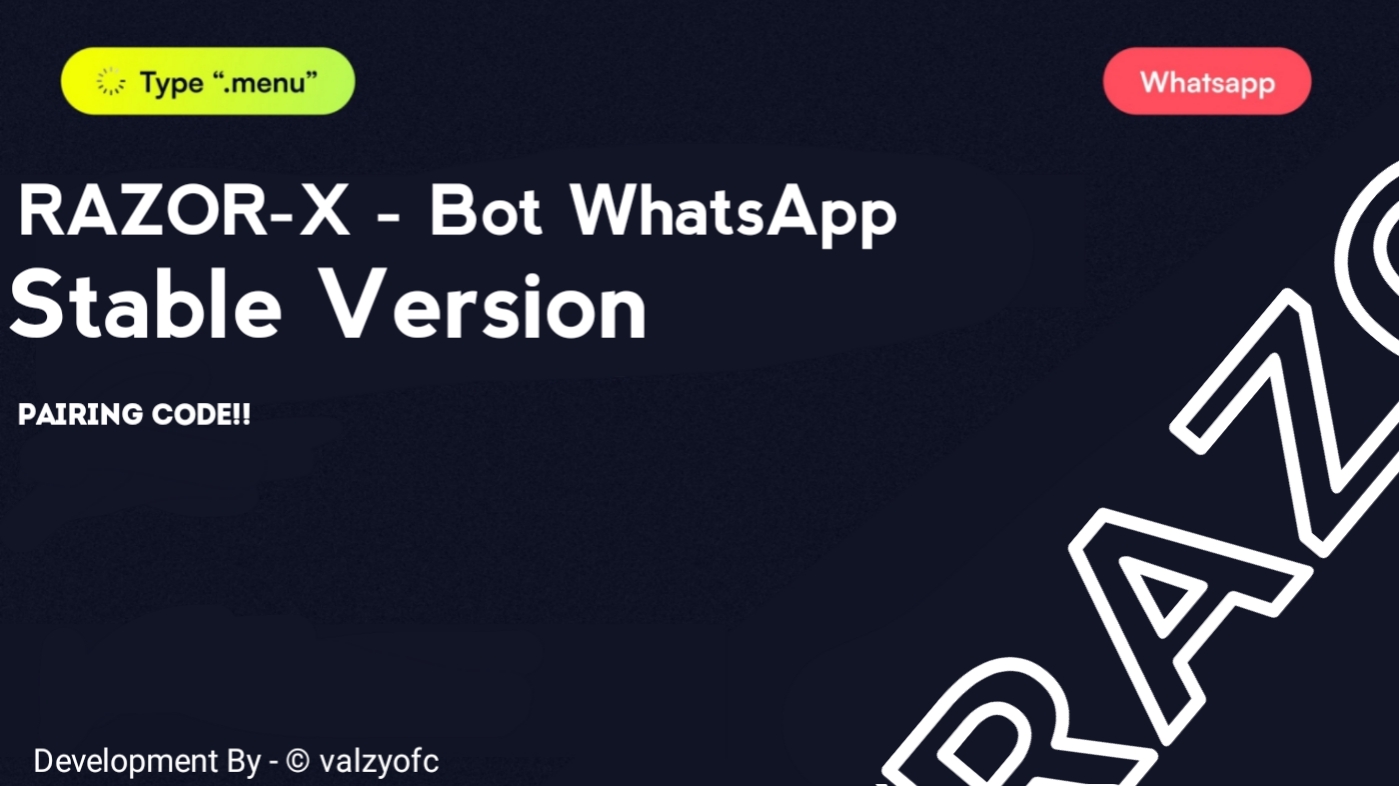 Type “.menu”
Whatsapp
RAZOR-X - Bot WhatsApp
Stable Version
PAIRING CODE!!
RAZO
Development By - © valzyofc